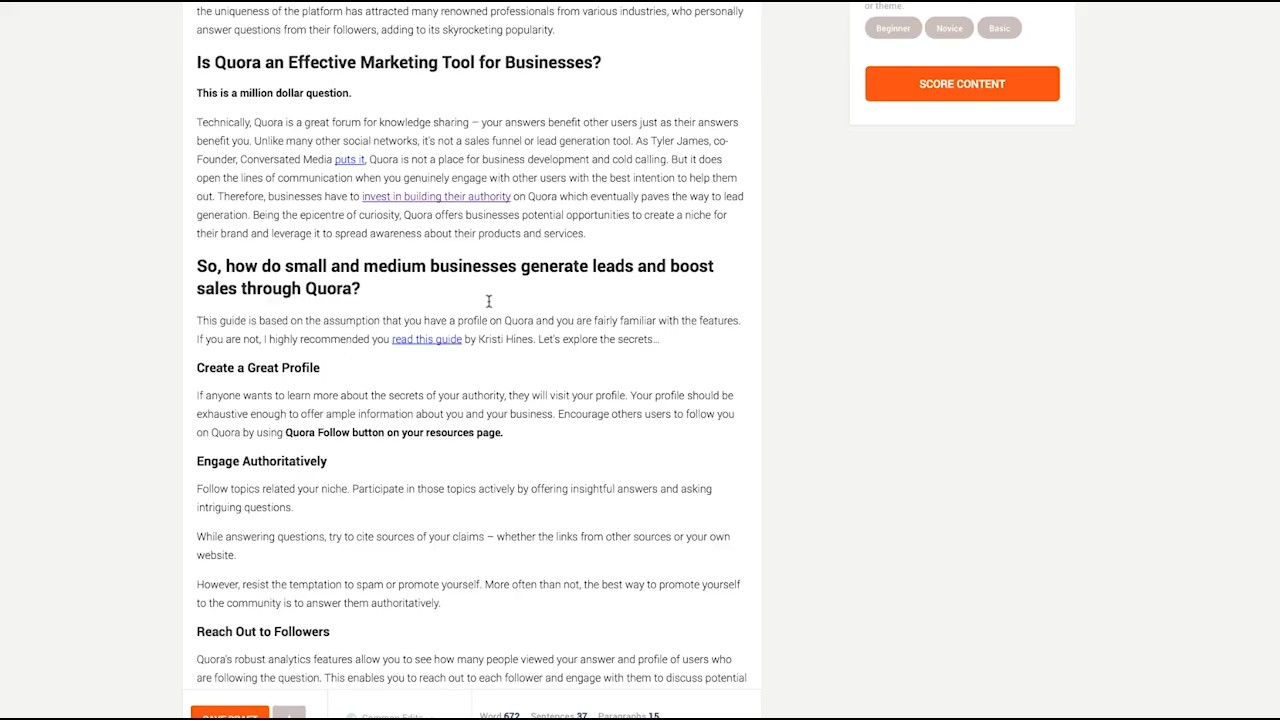 the uniqueness of the platform has attracted many renowned professionals from various industries, who personally
answer questions from their followers, adding to its skyrocketing popularity.
Is Quora an Effective Marketing Tool for Businesses?
This is a million dollar question.
Technically, Quora is a great forum for knowledge sharing – your answers benefit other users just as their answers
benefit you. Unlike many other social networks, it's not a sales funnel or lead generation tool. As Tyler James, co-
Founder, Conversated Media puts it, Quora is not a place for business development and cold calling. But it does
open the lines of communication when you genuinely engage with other users with the best intention to help them
out. Therefore, businesses have to invest in building their authority on Quora which eventually paves the way to lead
generation. Being the epicentre of curiosity, Quora offers businesses potential opportunities to create a niche for
their brand and leverage it to spread awareness about their products and services.
So, how do small and medium businesses generate leads and boost
sales through Quora?
This guide is based on the assumption that you have a profile on Quora and you are fairly familiar with the features.
If you are not, I highly recommended you read this guide by Kristi Hines. Let's explore the secrets...
Create a Great Profile
If anyone wants to learn more about the secrets of your authority, they will visit your profile. Your profile should be
exhaustive enough to offer ample information about you and your business. Encourage others users to follow you
on Quora by using Quora Follow button on your resources page.
Engage Authoritatively
Follow topics related your niche. Participate in those topics actively by offering insightful answers and asking
intriguing questions.
While answering questions, try to cite sources of your claims – whether the links from other sources or your own
website.
However, resist the temptation to spam or promote yourself. More often than not, the best way to promote yourself
to the community is to answer them authoritatively.
Reach Out to Followers
Quora's robust analytics features allow you to see how many people viewed your answer and profile of users who
are following the question. This enables you to reach out to each follower and engage with them to discuss potential
SAVE DRAFT
Common Edits
Word 672 Sentences 37 Paragraphs 15
or theme.
Beginner Novice Basic
SCORE CONTENT